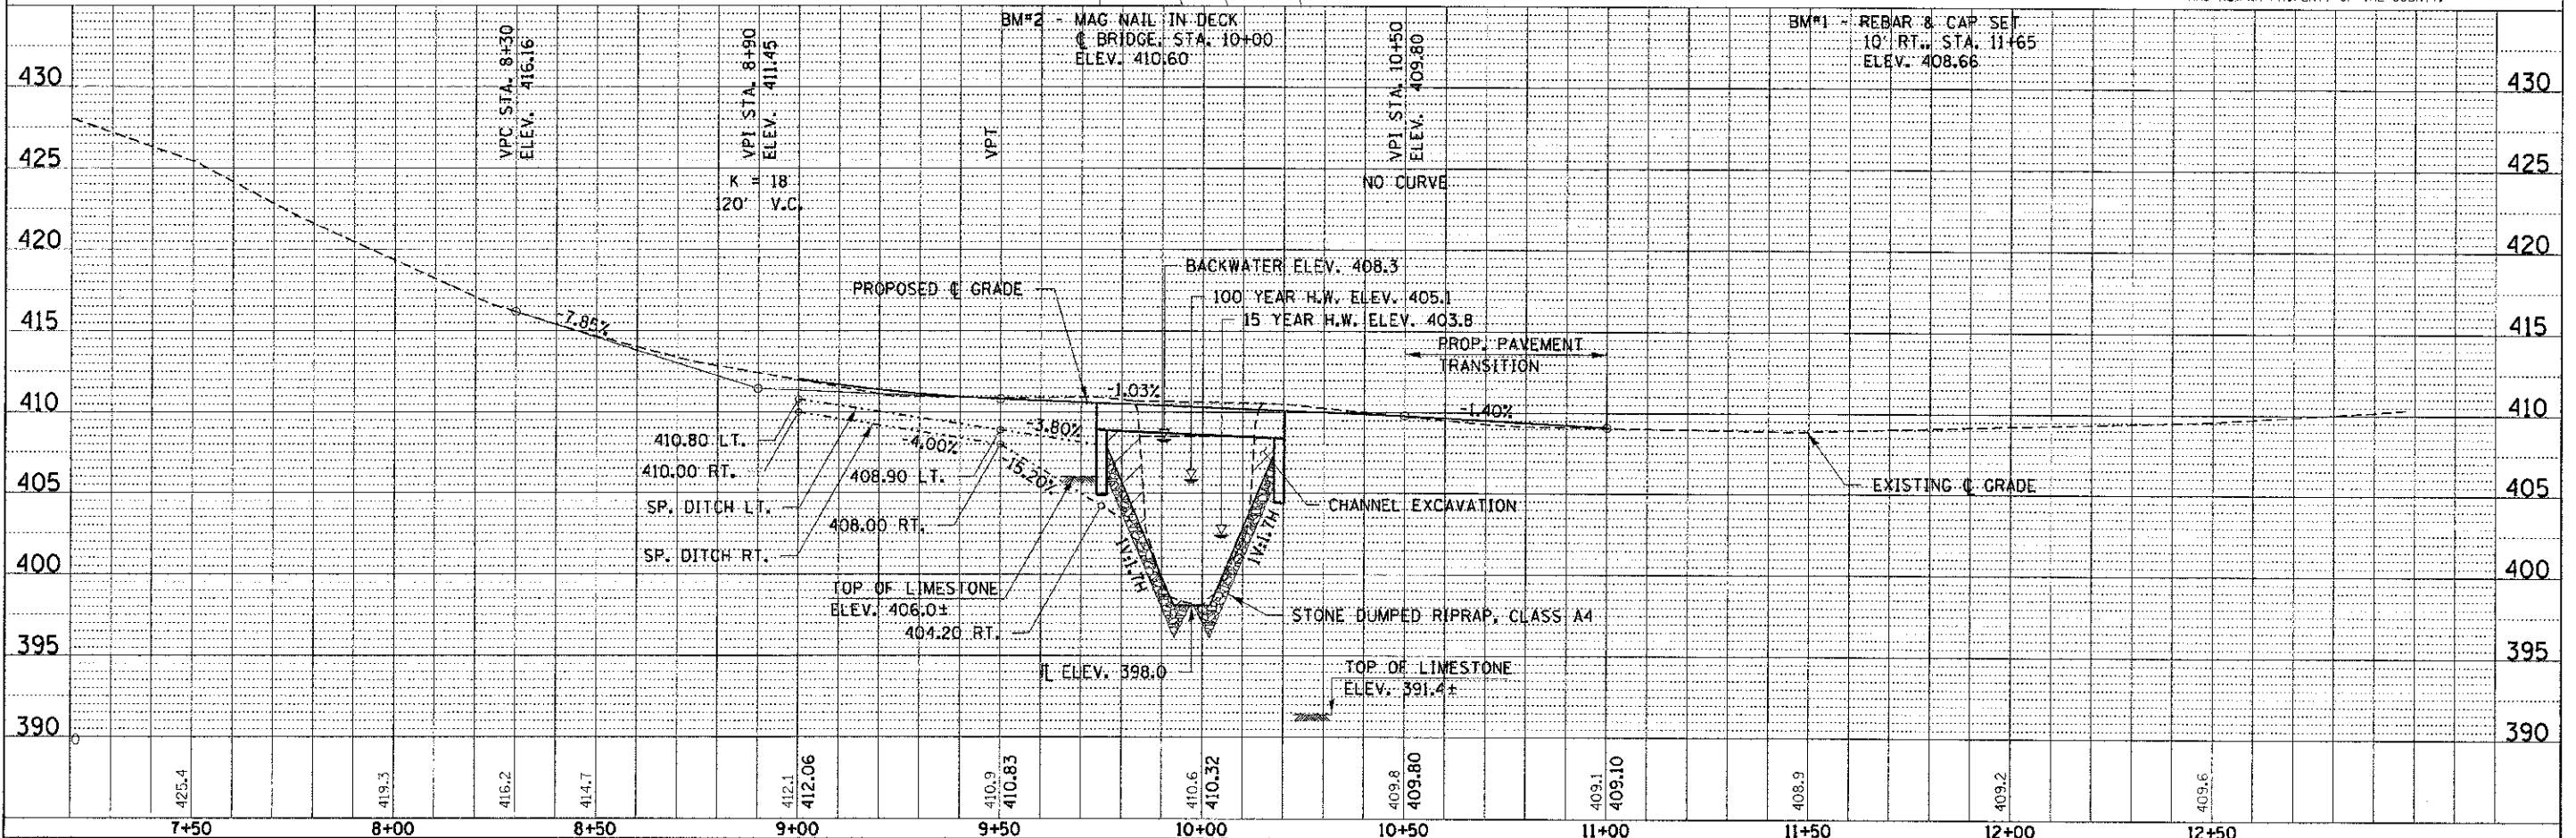 BM#2 - MAG NAIL IN DECK
℄ BRIDGE, STA. 10+00
ELEV. 410.60
BM#1 - REBAR & CAP SET
10' RT., STA. 11+65
ELEV. 408.66
VPC STA. 8+30
ELEV. 416.16
VPI STA. 8+90
ELEV. 411.45
K = 18
120' V.C.
VPT
VPI STA. 10+50
ELEV. 409.80
NO CURVE
430
425
420
415
410
405
400
395
390
430
425
420
415
410
405
400
395
390
BACKWATER ELEV. 408.3
PROPOSED ℄ GRADE
100 YEAR H.W. ELEV. 405.1
15 YEAR H.W. ELEV. 403.8
7.85%
PROP. PAVEMENT
TRANSITION
-1.03%
-1.40%
410.80 LT.
-3.80%
-4.00%
410.00 RT.
408.90 LT.
-15.20%
EXISTING ℄ GRADE
SP. DITCH LT.
408.00 RT.
CHANNEL EXCAVATION
SP. DITCH RT.
1V:1.7H
1V:1.7H
TOP OF LIMESTONE
ELEV. 406.0±
404.20 RT.
STONE DUMPED RIPRAP, CLASS A4
ELEV. 398.0
TOP OF LIMESTONE
ELEV. 391.4±
0
425.4
419.3
416.2
414.7
412.1
412.06
410.9
410.83
410.6
410.32
409.8
409.80
409.1
409.10
408.9
409.2
409.6
7+50
8+00
8+50
9+00
9+50
10+00
10+50
11+00
11+50
12+00
12+50